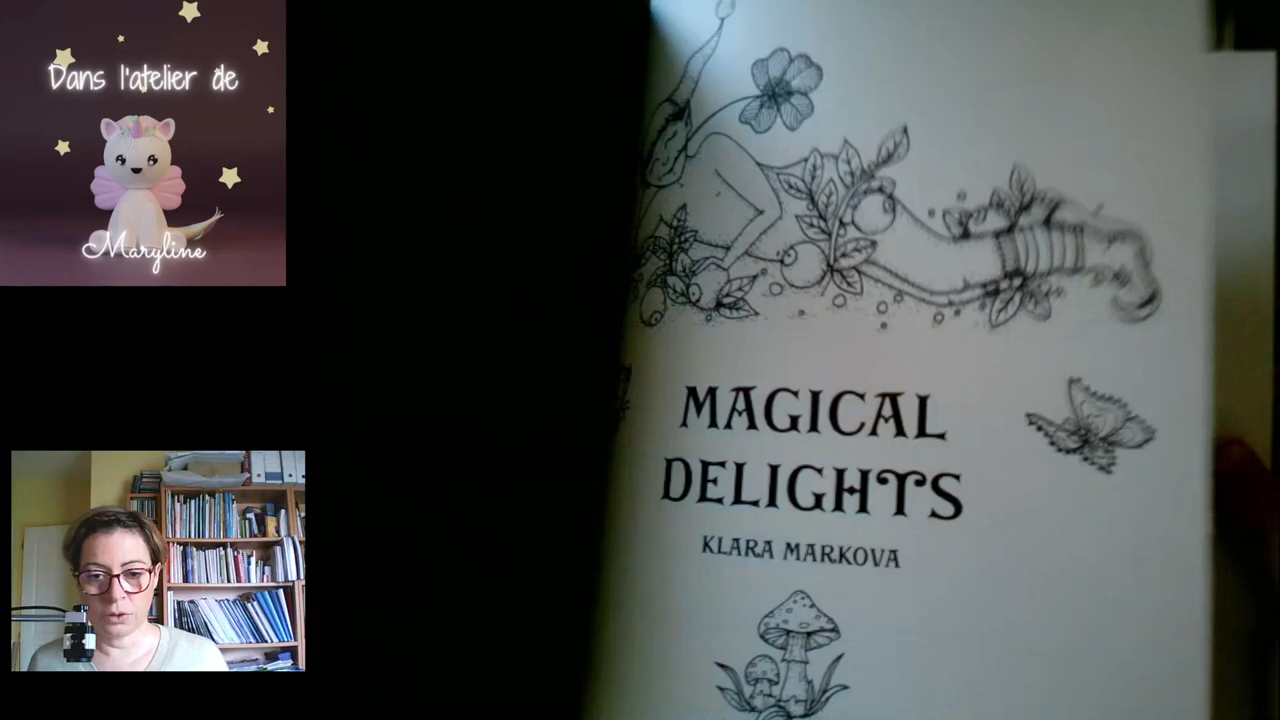 Dans l'atelier de
Maryline
MAGICAL
DELIGHTS
KLARA MARKOVA